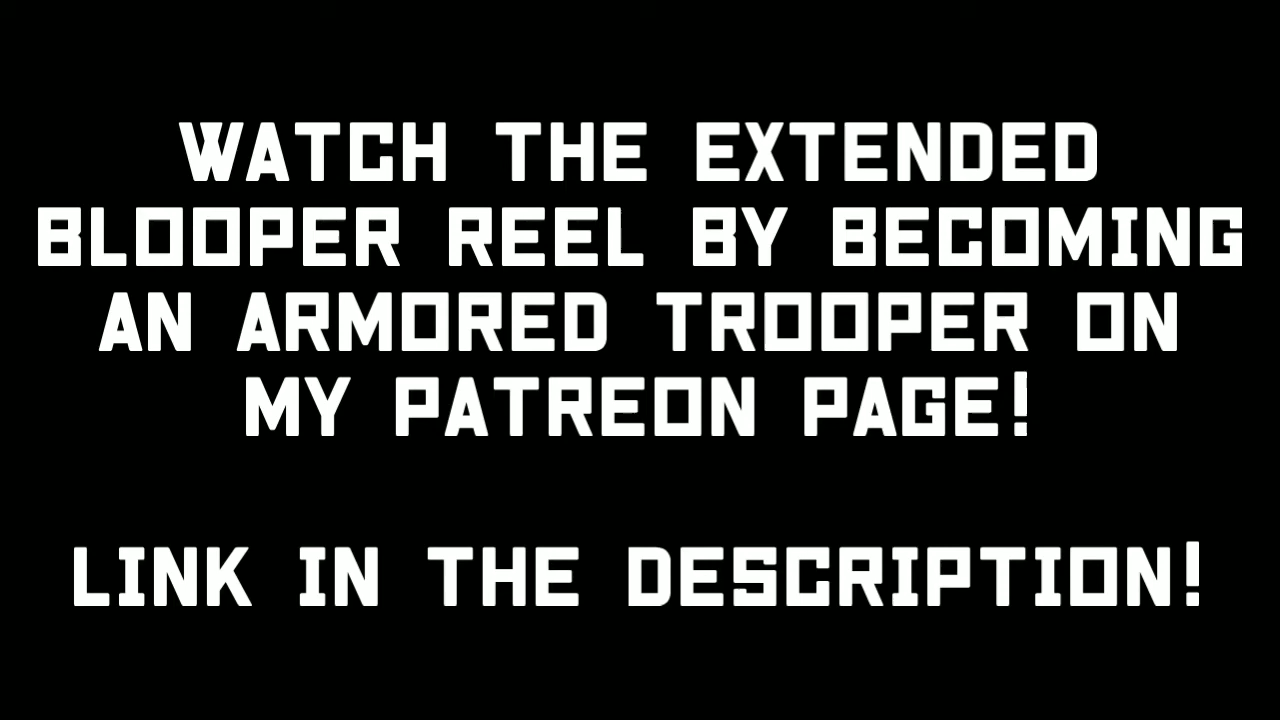 WATCH THE EXTENDED
BLOOPER REEL BY BECOMING
AN ARMORED TROOPER ON
MY PATREON PAGE!
LINK IN THE DESCRIPTION!